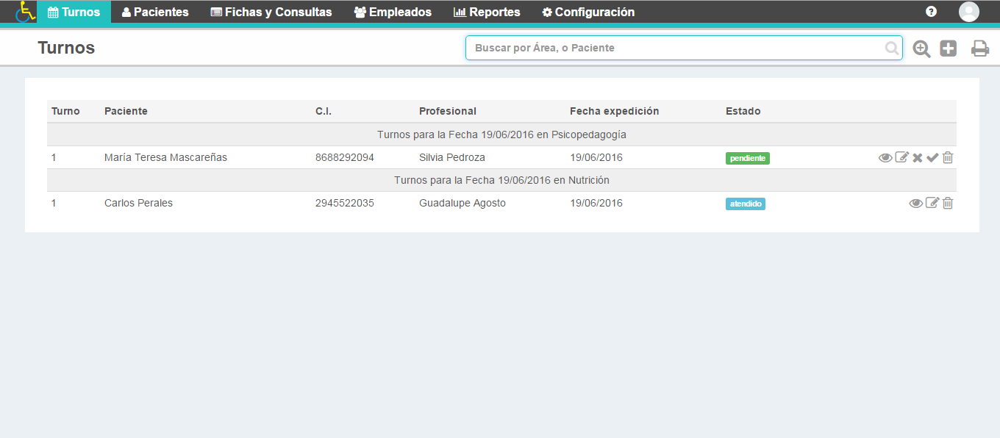 Turnos Pacientes Fichas y Consultas Empleados Reportes Configuración
Turnos Buscar por Área, o Paciente
Turno Paciente C.I. Profesional Fecha expedición Estado
Turnos para la Fecha 19/06/2016 en Psicopedagogía
1 María Teresa Mascareñas 8688292094 Silvia Pedroza 19/06/2016 pendiente
Turnos para la Fecha 19/06/2016 en Nutrición
1 Carlos Perales 2945522035 Guadalupe Agosto 19/06/2016 atendido